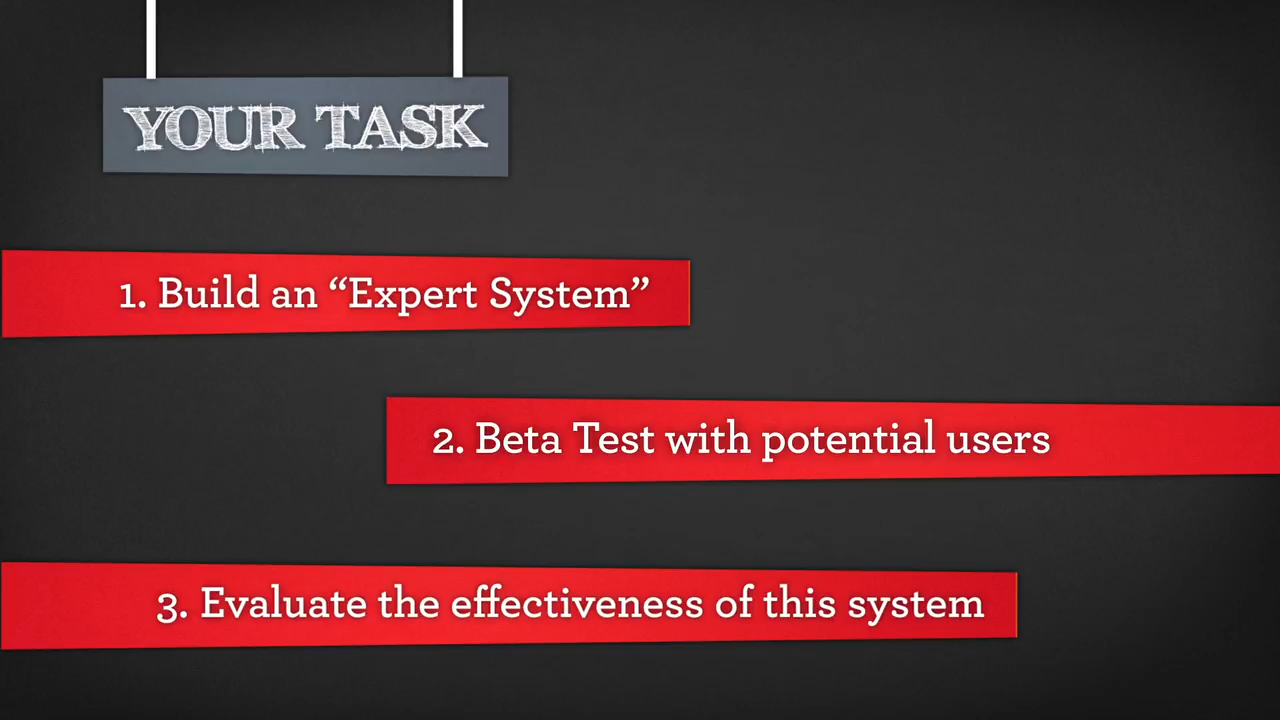 YOUR TASK
1. Build an “Expert System”
2. Beta Test with potential users
3. Evaluate the effectiveness of this system